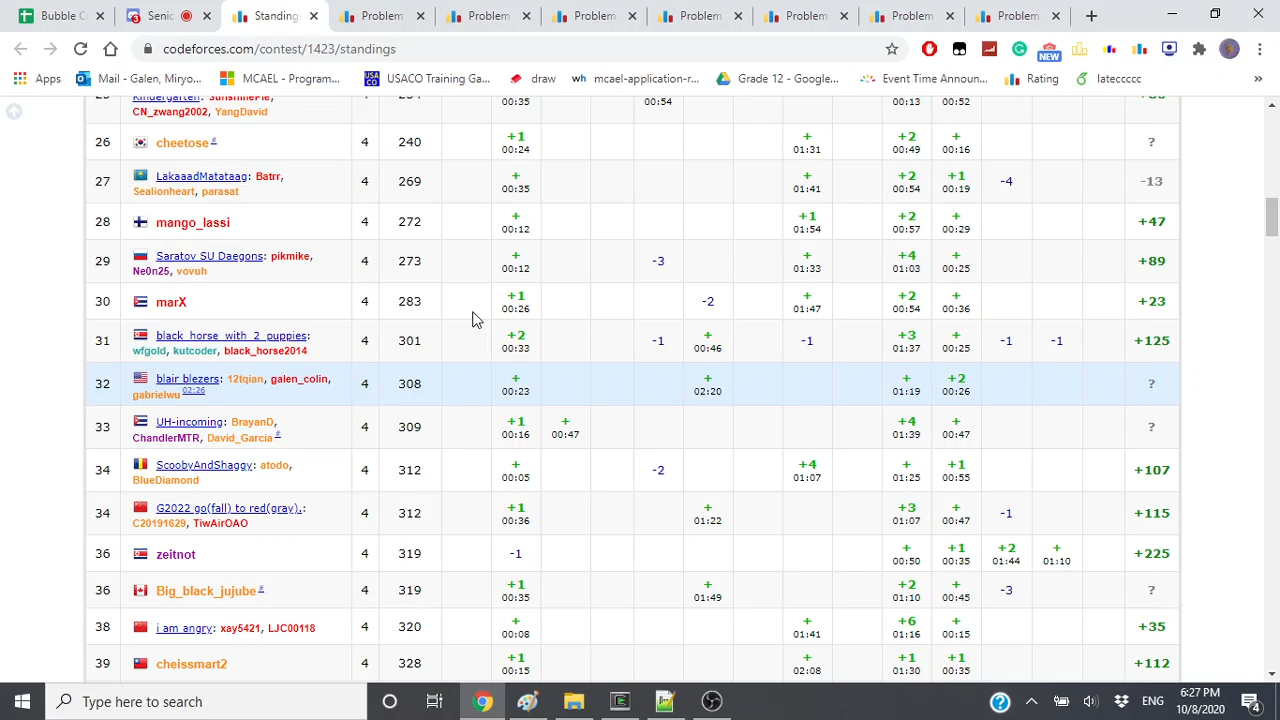 Bubble C
Senic
Standing
Problem
Problem
Problem
Problem
Problem
Problem
Problem
codeforces.com/contest/1423/standings
NEW
Apps
Mail - Galen, Miryo...
MCAEL - Program...
USACO Training Ga...
draw
wh mcael-application-r...
Grade 12 - Google...
Event Time Announ...
Rating
lateccccc
»
00:35 00:54 00:13 00:52
CN_zwang2002, YangDavid
26 cheetose # 4 240 +1 00:24 + 01:31 +2 00:49 + 00:16 ?
27 LakaaadMatataag: Batrr, Sealionheart, parasat 4 269 + 00:35 + 01:41 +2 00:54 +1 00:19 -4 -13
28 mango_lassi 4 272 + 00:12 +1 01:54 +2 00:57 + 00:29 +47
29 Saratov SU Daegons: pikmike, Ne0n25, vovuh 4 273 + 00:12 -3 + 01:33 +4 01:03 + 00:25 +89
30 marX 4 283 +1 00:26 -2 + 01:47 +2 00:54 + 00:36 +23
31 black_horse_with_2_puppies: wfgold, kutcoder, black_horse2014 4 301 +2 00:33 -1 + 00:46 -1 +3 01:37 + 00:25 -1 -1 +125
32 blair blezers: 12tqian, galen_colin, gabrielwu 02:26 4 308 + 00:23 + 02:20 + 01:19 +2 00:26 ?
33 UH-incoming: BrayanD, ChandlerMTR, David_Garcia # 4 309 +1 00:16 + 00:47 +4 01:39 + 00:47 ?
34 ScoobyAndShaggy: atodo, BlueDiamond 4 312 + 00:05 -2 +4 01:07 + 01:25 +1 00:55 +107
34 G2022 go(fall) to red(gray).: C20191629, TiwAirOAO 4 312 +1 00:36 + 01:22 +3 01:07 + 00:47 -1 +115
36 zeitnot 4 319 -1 + 00:50 +1 00:35 +2 01:44 + 01:10 +225
36 Big_black_jujube # 4 319 +1 00:35 + 01:49 +2 01:10 + 00:45 -3 ?
38 i am angry: xay5421, LJC00118 4 320 + 00:08 + 01:41 +6 01:16 + 00:15 +35
39 cheissmart2 4 328 +1 00:15 + 02:08 +1 01:30 +1 00:35 +112
Type here to search
ENG
6:27 PM
10/8/2020
4